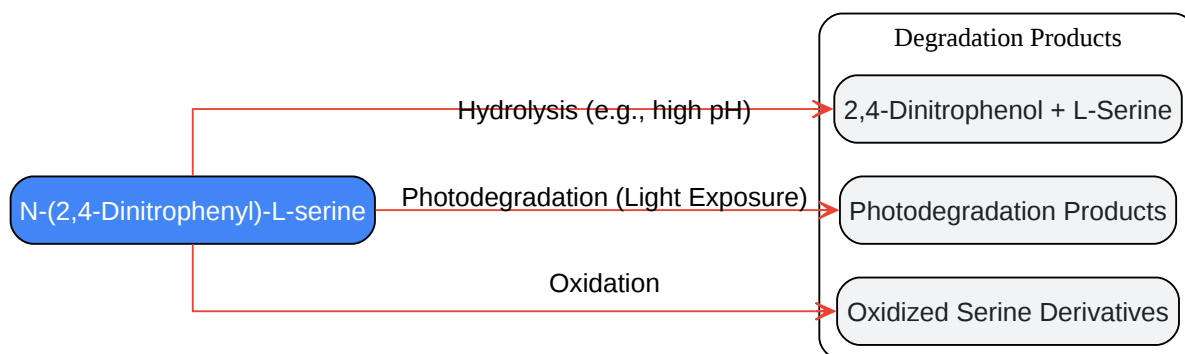 Degradation Products
Hydrolysis (e.g., high pH)
2,4-Dinitrophenol + L-Serine
N-(2,4-Dinitrophenyl)-L-serine
Photodegradation (Light Exposure)
Photodegradation Products
Oxidation
Oxidized Serine Derivatives